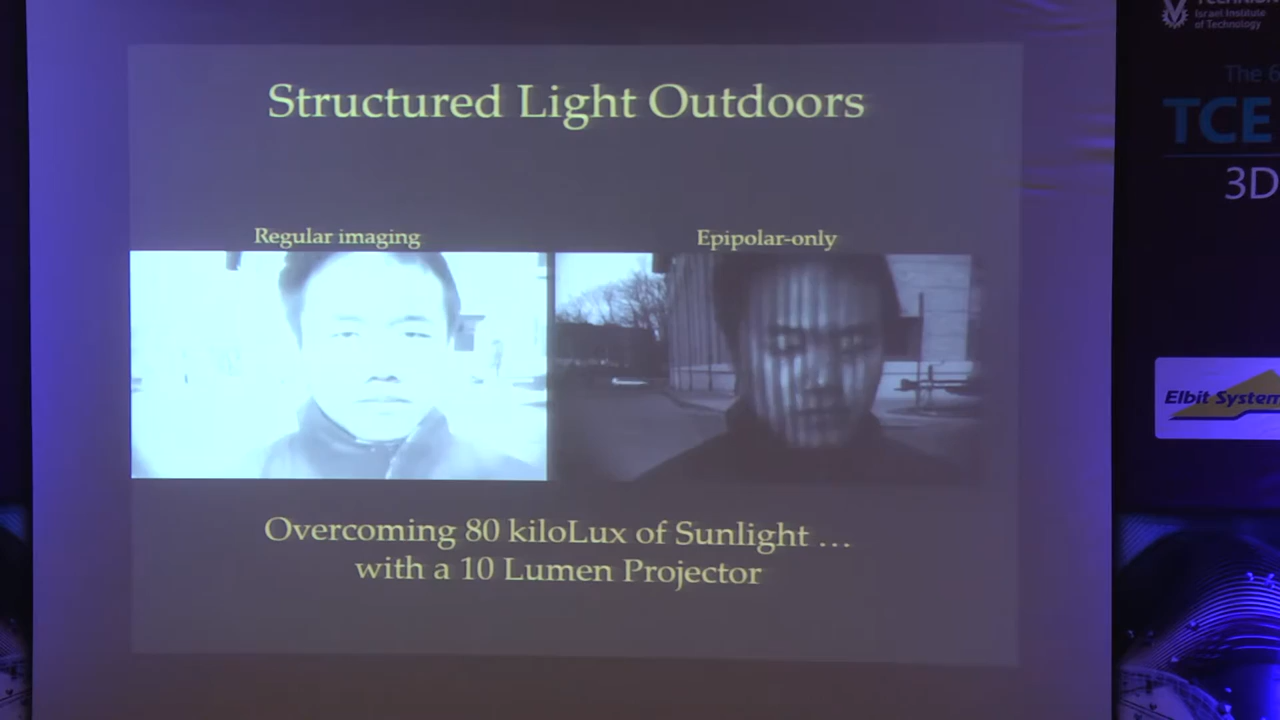 Structured Light Outdoors
Regular imaging
Epipolar-only
Overcoming 80 kiloLux of Sunlight …
with a 10 Lumen Projector
Israel Institute
of Technology
The
TCE
3D
Elbit System